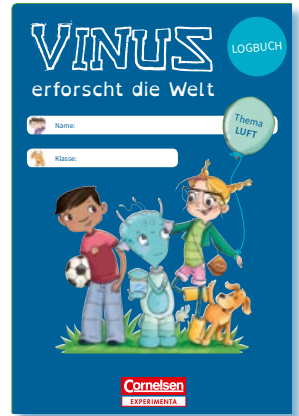 VINUS
LOGBUCH
erforscht die Welt
Thema
LUFT
Name:
Klasse:
Cornelsen
EXPERIMENTA